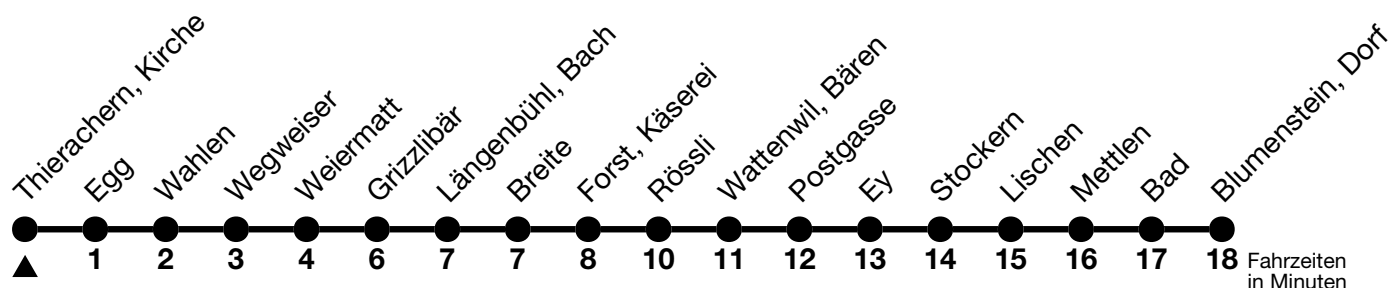 Thierachern, Kirche
Egg
Wahlen
Wegweiser
Weiermatt
Grizzlibär
Längenbühl, Bach
Breite
Forst, Käserei
Rössli
Wattenwil, Bären
Postgasse
Ey
Stockern
Lischen
Mettlen
Bad
Blumenstein, Dorf
1 2 3 4 6 7 7 8 10 11 12 13 14 15 16 17 18 Fahrzeiten
in Minuten